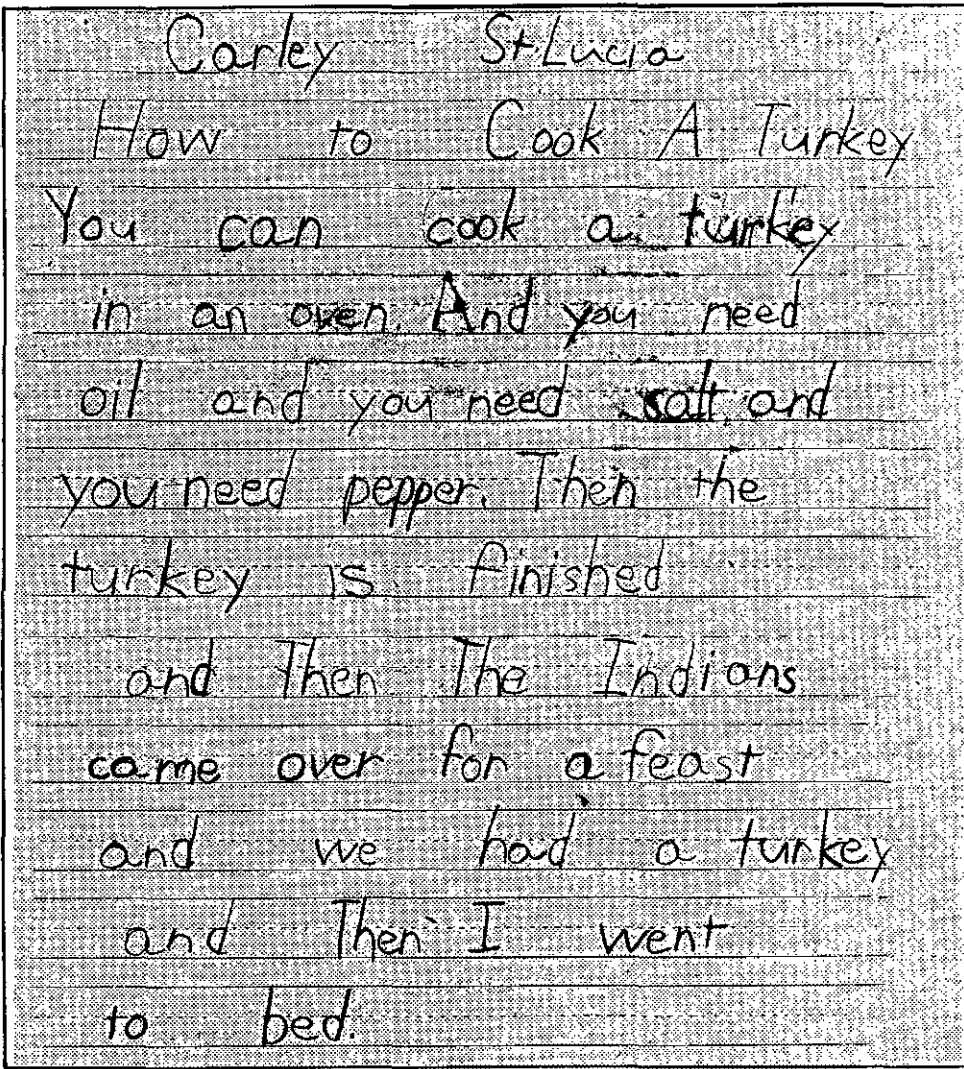 Carley St. Lucia
How to Cook A Turkey
You can cook a turkey
in an oven. And you need
oil and you need salt and
you need pepper. Then the
turkey is finished
and Then The Indians
came over for a feast
and we had a turkey
and Then I went
to bed.